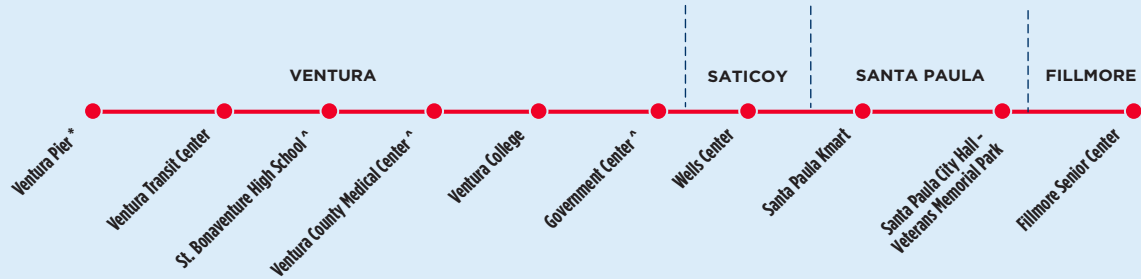 VENTURA
SATICOY
SANTA PAULA
FILLMORE
Ventura Pier *
Ventura Transit Center
St. Bonaventure High School ^
Ventura County Medical Center ^
Ventura College
Government Center ^
Wells Center
Santa Paula Kmart
Santa Paula City Hall -
Veterans Memorial Park
Fillmore Senior Center